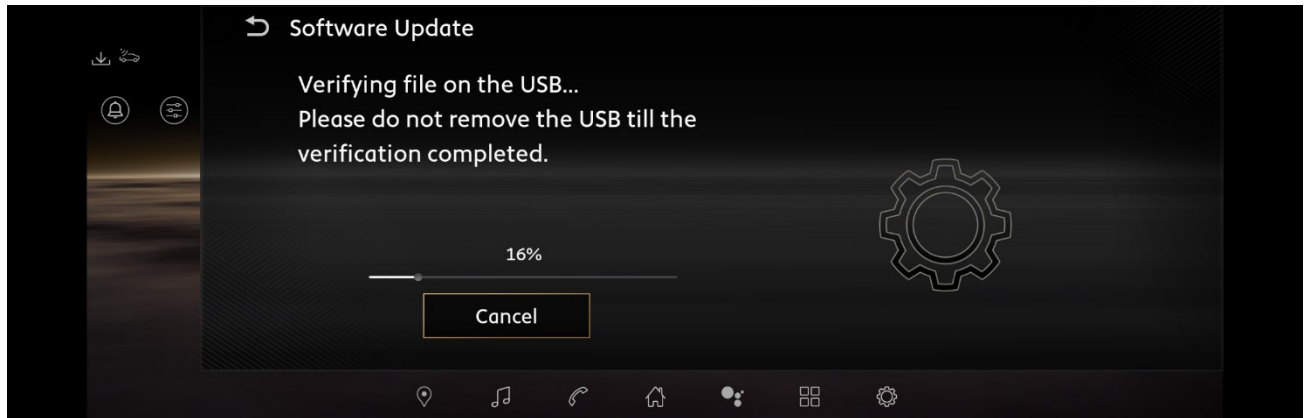 Software Update
Verifying file on the USB...
Please do not remove the USB till the
verification completed.
16%
Cancel